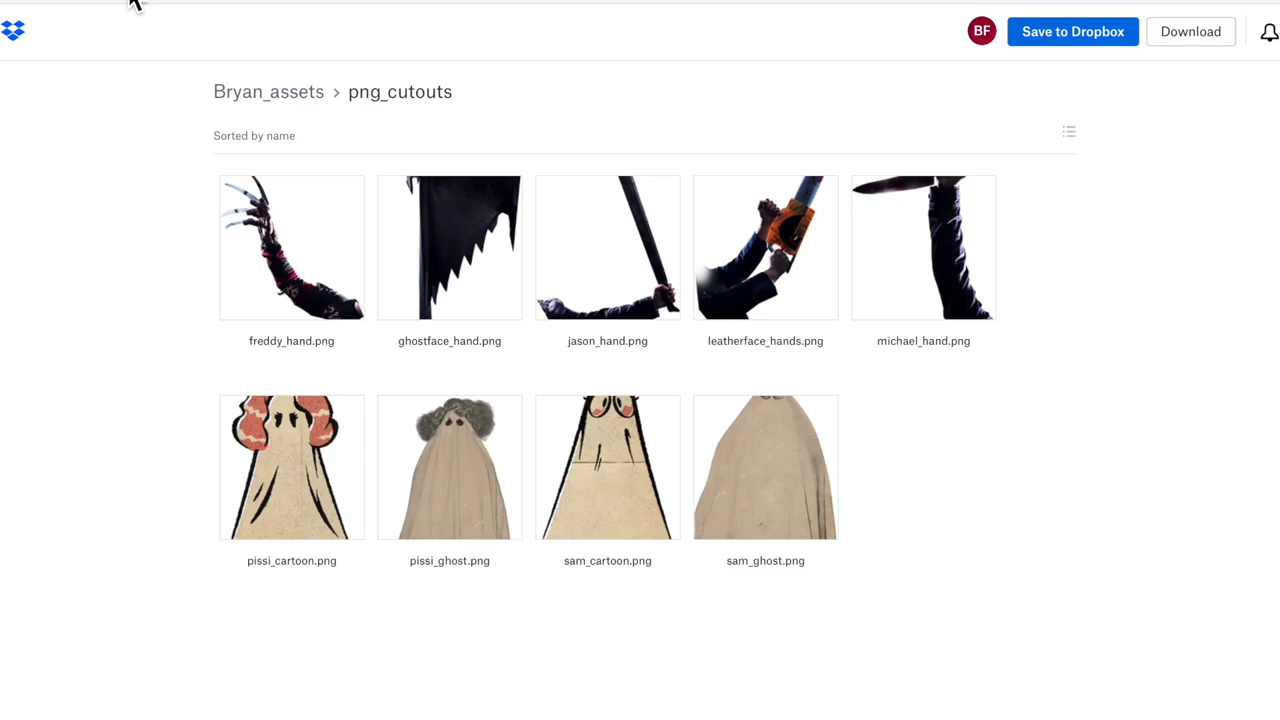 BF
Save to Dropbox
Download
Bryan_assets > png_cutouts
Sorted by name
freddy_hand.png
ghostface_hand.png
jason_hand.png
leatherface_hands.png
michael_hand.png
pissi_cartoon.png
pissi_ghost.png
sam_cartoon.png
sam_ghost.png